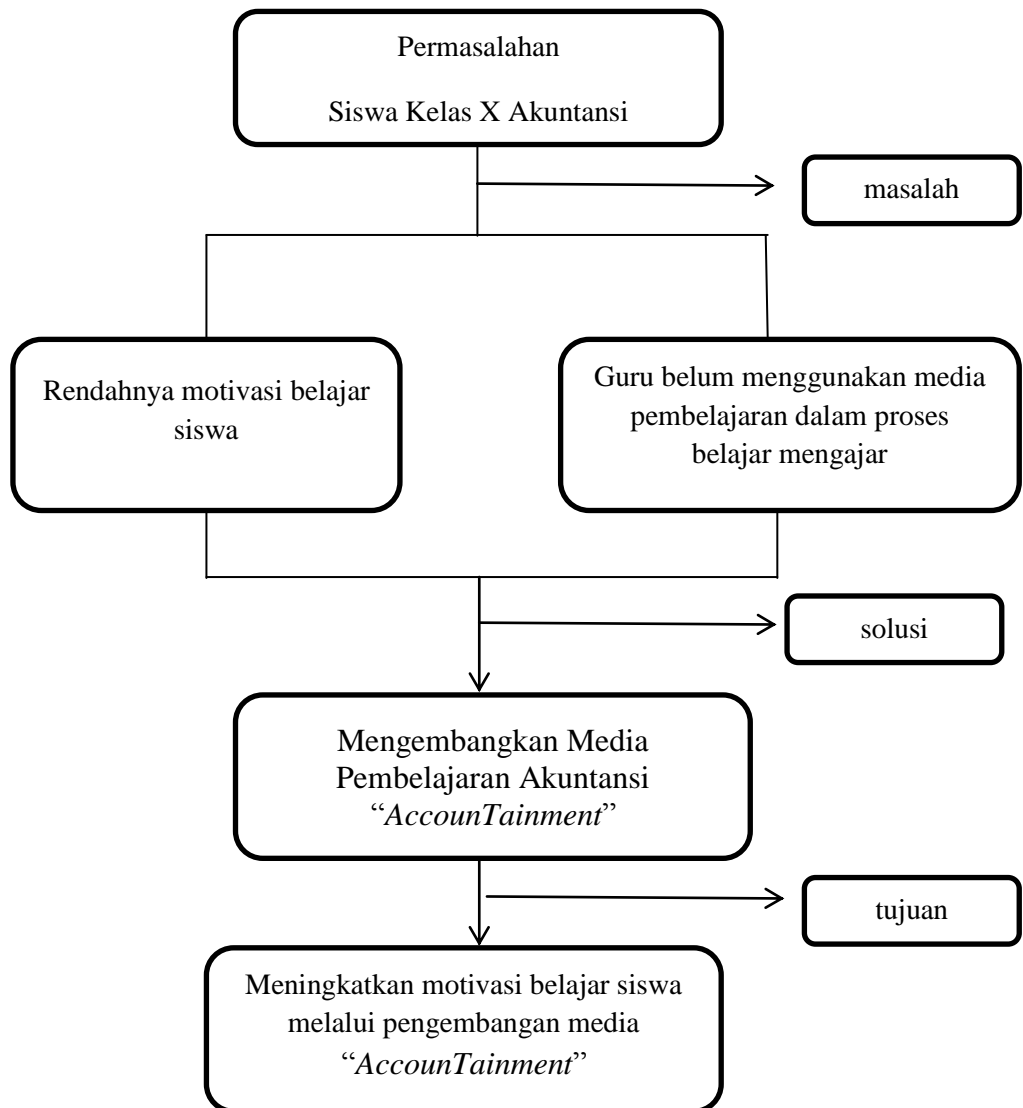 Permasalahan
Siswa Kelas X Akuntansi
masalah
Rendahnya motivasi belajar
siswa
Guru belum menggunakan media
pembelajaran dalam proses
belajar mengajar
solusi
Mengembangkan Media
Pembelajaran Akuntansi
“AccounTainment”
tujuan
Meningkatkan motivasi belajar siswa
melalui pengembangan media
“AccounTainment”